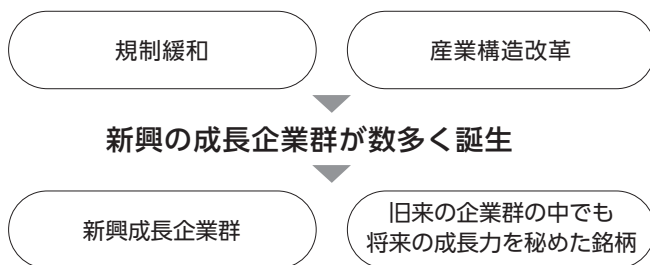 規制緩和
産業構造改革
新興の成長企業群が数多く誕生
新興成長企業群
旧来の企業群の中でも
将来の成長力を秘めた銘柄